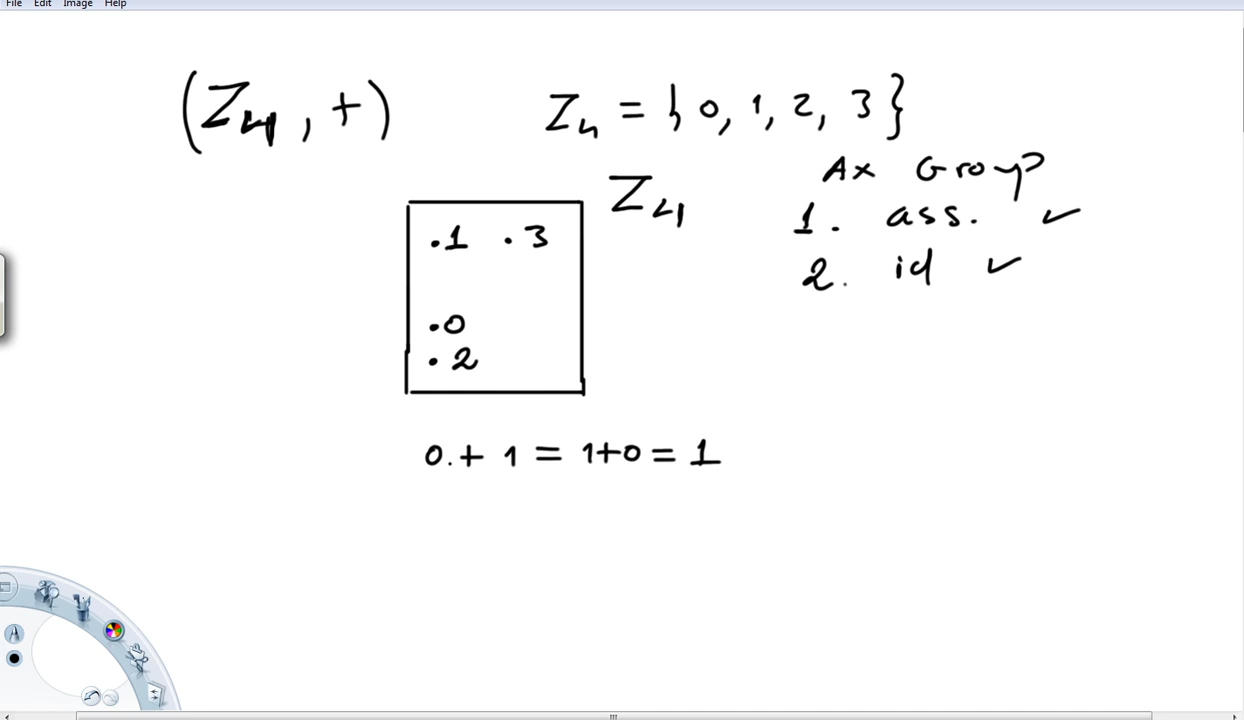 File Edit Image Help
(Z4, +) Z4 = { 0, 1, 2, 3 }
Ax Group
Z4
1. ass. ✓
.1 .3
2. id ✓
.0
.2
0.+ 1 = 1+0 = 1